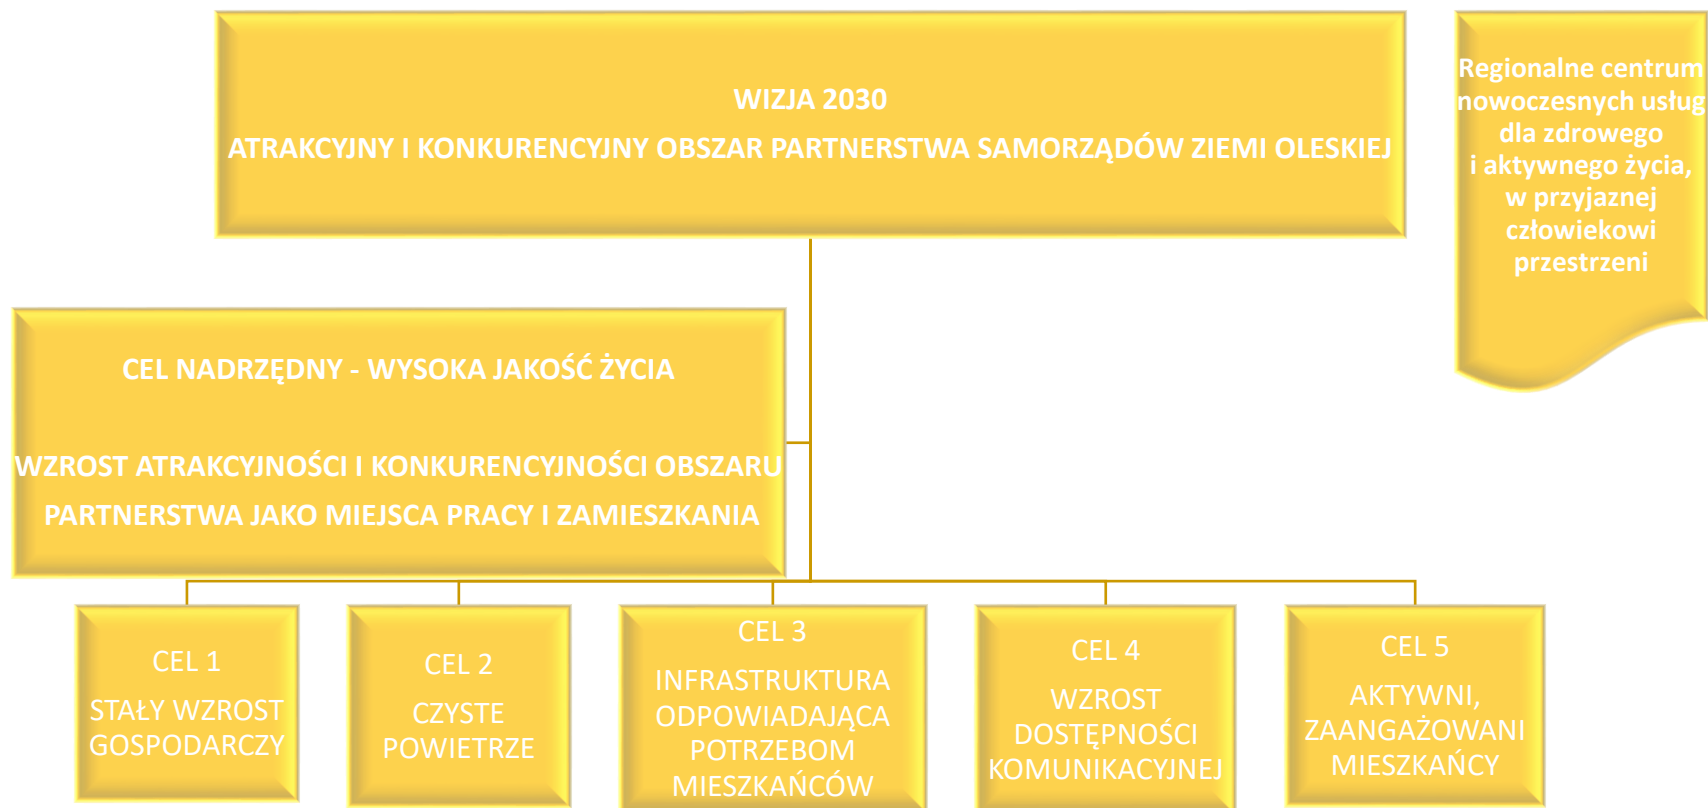 WIZJA 2030
ATRAKCYJNY I KONKURENCYJNY OBSZAR PARTNERSTWA SAMORZĄDÓW ZIEMI OLESKIEJ
Regionalne centrum
nowoczesnych usług
dla zdrowego
i aktywnego życia,
w przyjaznej
człowiekowi
przestrzeni
CEL NADRZĘDNY - WYSOKA JAKOŚĆ ŻYCIA
WZROST ATRAKCYJNOŚCI I KONKURENCYJNOŚCI OBSZARU
PARTNERSTWA JAKO MIEJSCA PRACY I ZAMIESZKANIA
CEL 1
STAŁY WZROST
GOSPODARCZY
CEL 2
CZYSTE
POWIETRZE
CEL 3
INFRASTRUKTURA
ODPOWIADAJĄCA
POTRZEBOM
MIESZKAŃCÓW
CEL 4
WZROST
DOSTĘPNOŚCI
KOMUNIKACYJNEJ
CEL 5
AKTYWNI,
ZAANGAŻOWANI
MIESZKAŃCY